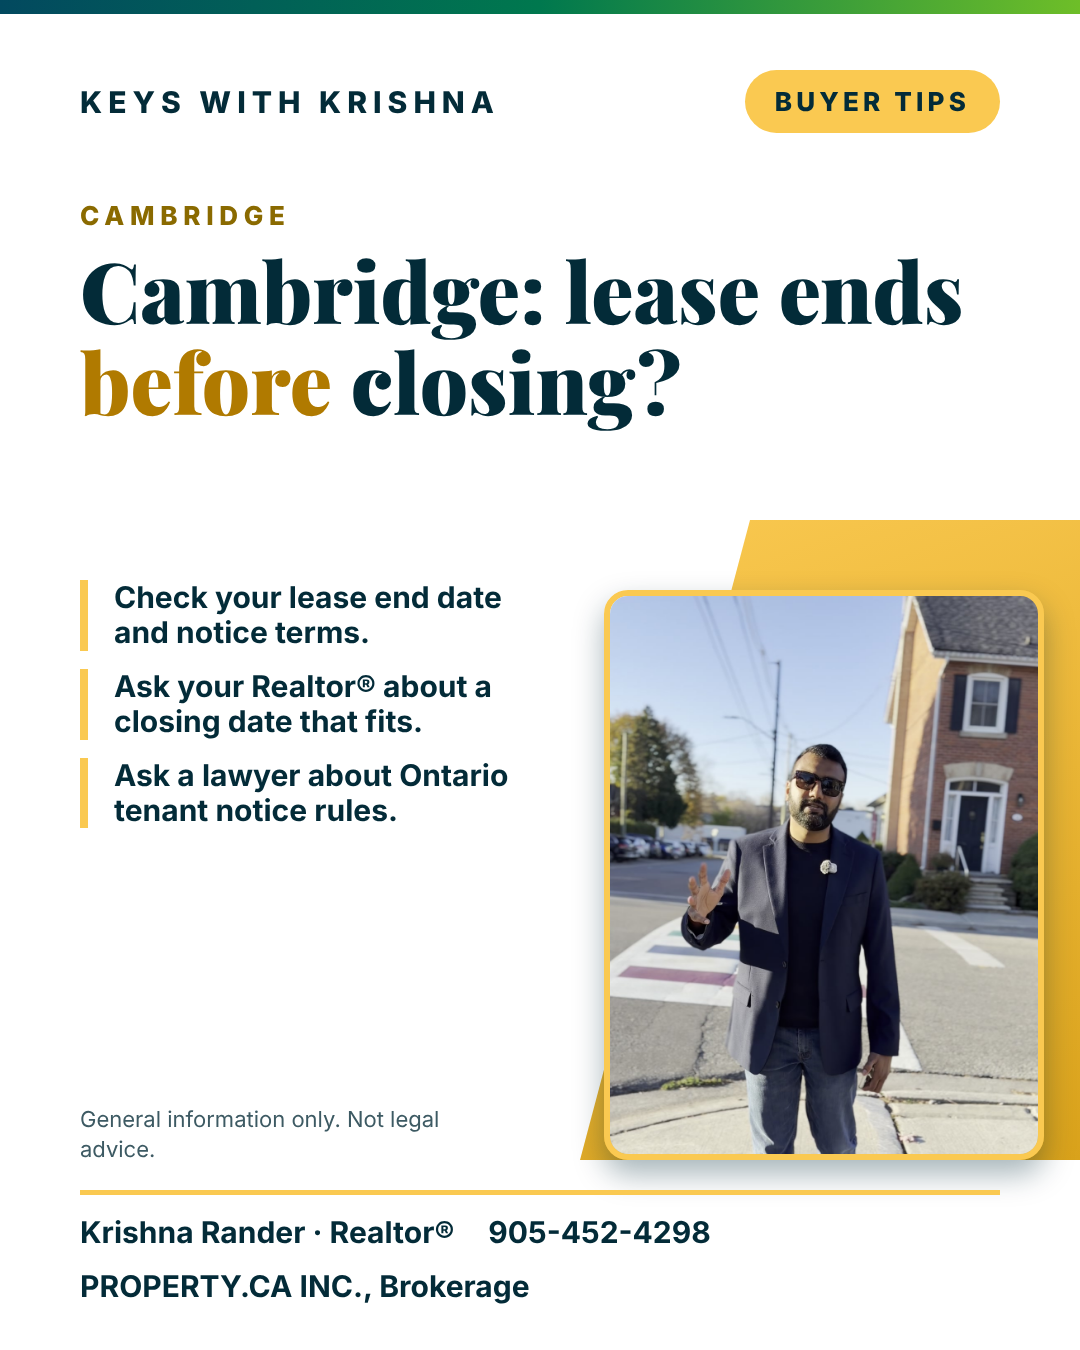 KEYS WITH KRISHNA
BUYER TIPS
CAMBRIDGE
Cambridge: lease ends
before closing?
Check your lease end date
and notice terms.
Ask your Realtor® about a
closing date that fits.
Ask a lawyer about Ontario
tenant notice rules.
General information only. Not legal
advice.
Krishna Rander · Realtor® 905-452-4298
PROPERTY.CA INC., Brokerage